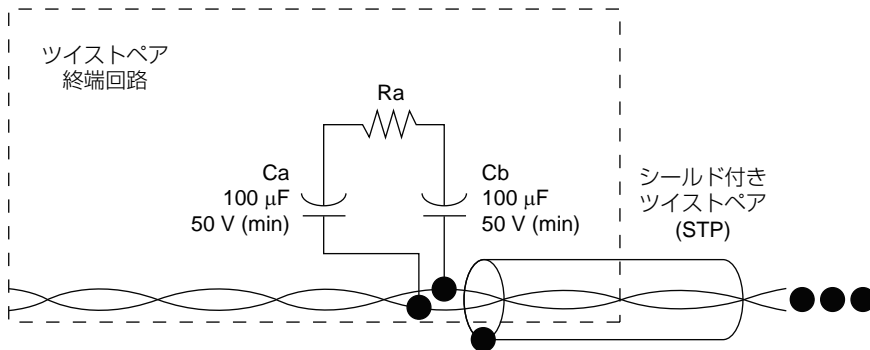 ツイストペア
終端回路
Ra
Ca
100 μF
50 V (min)
Cb
100 μF
50 V (min)
シールド付き
ツイストペア
(STP)